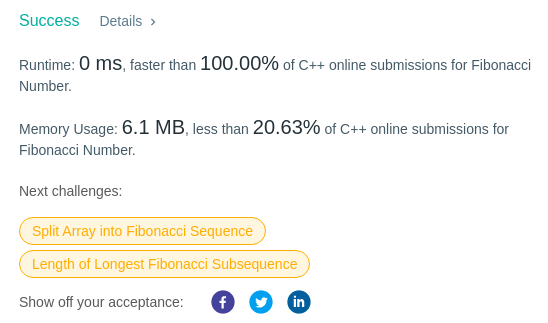 Success Details ›
Runtime: 0 ms, faster than 100.00% of C++ online submissions for Fibonacci
Number.
Memory Usage: 6.1 MB, less than 20.63% of C++ online submissions for
Fibonacci Number.
Next challenges:
Split Array into Fibonacci Sequence
Length of Longest Fibonacci Subsequence
Show off your acceptance: